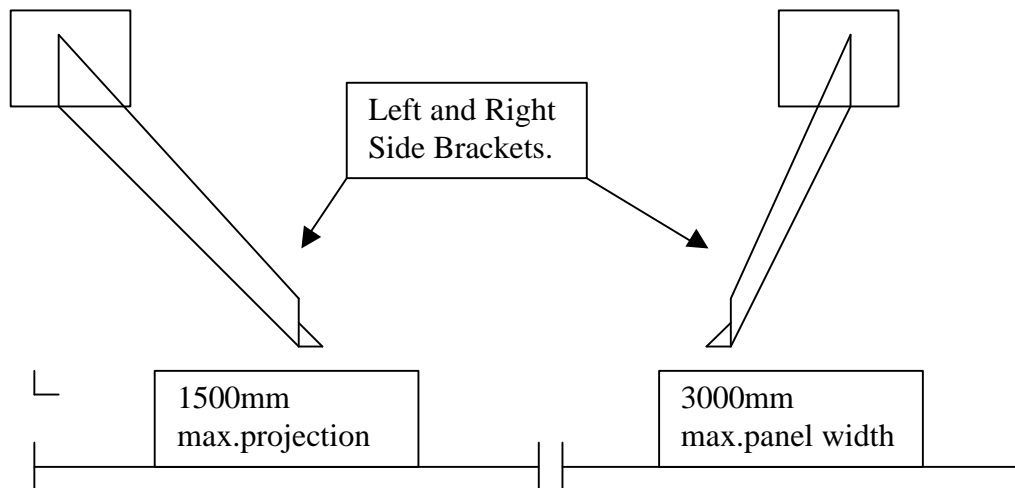 Left and Right
Side Brackets.
1500mm
max.projection
3000mm
max.panel width